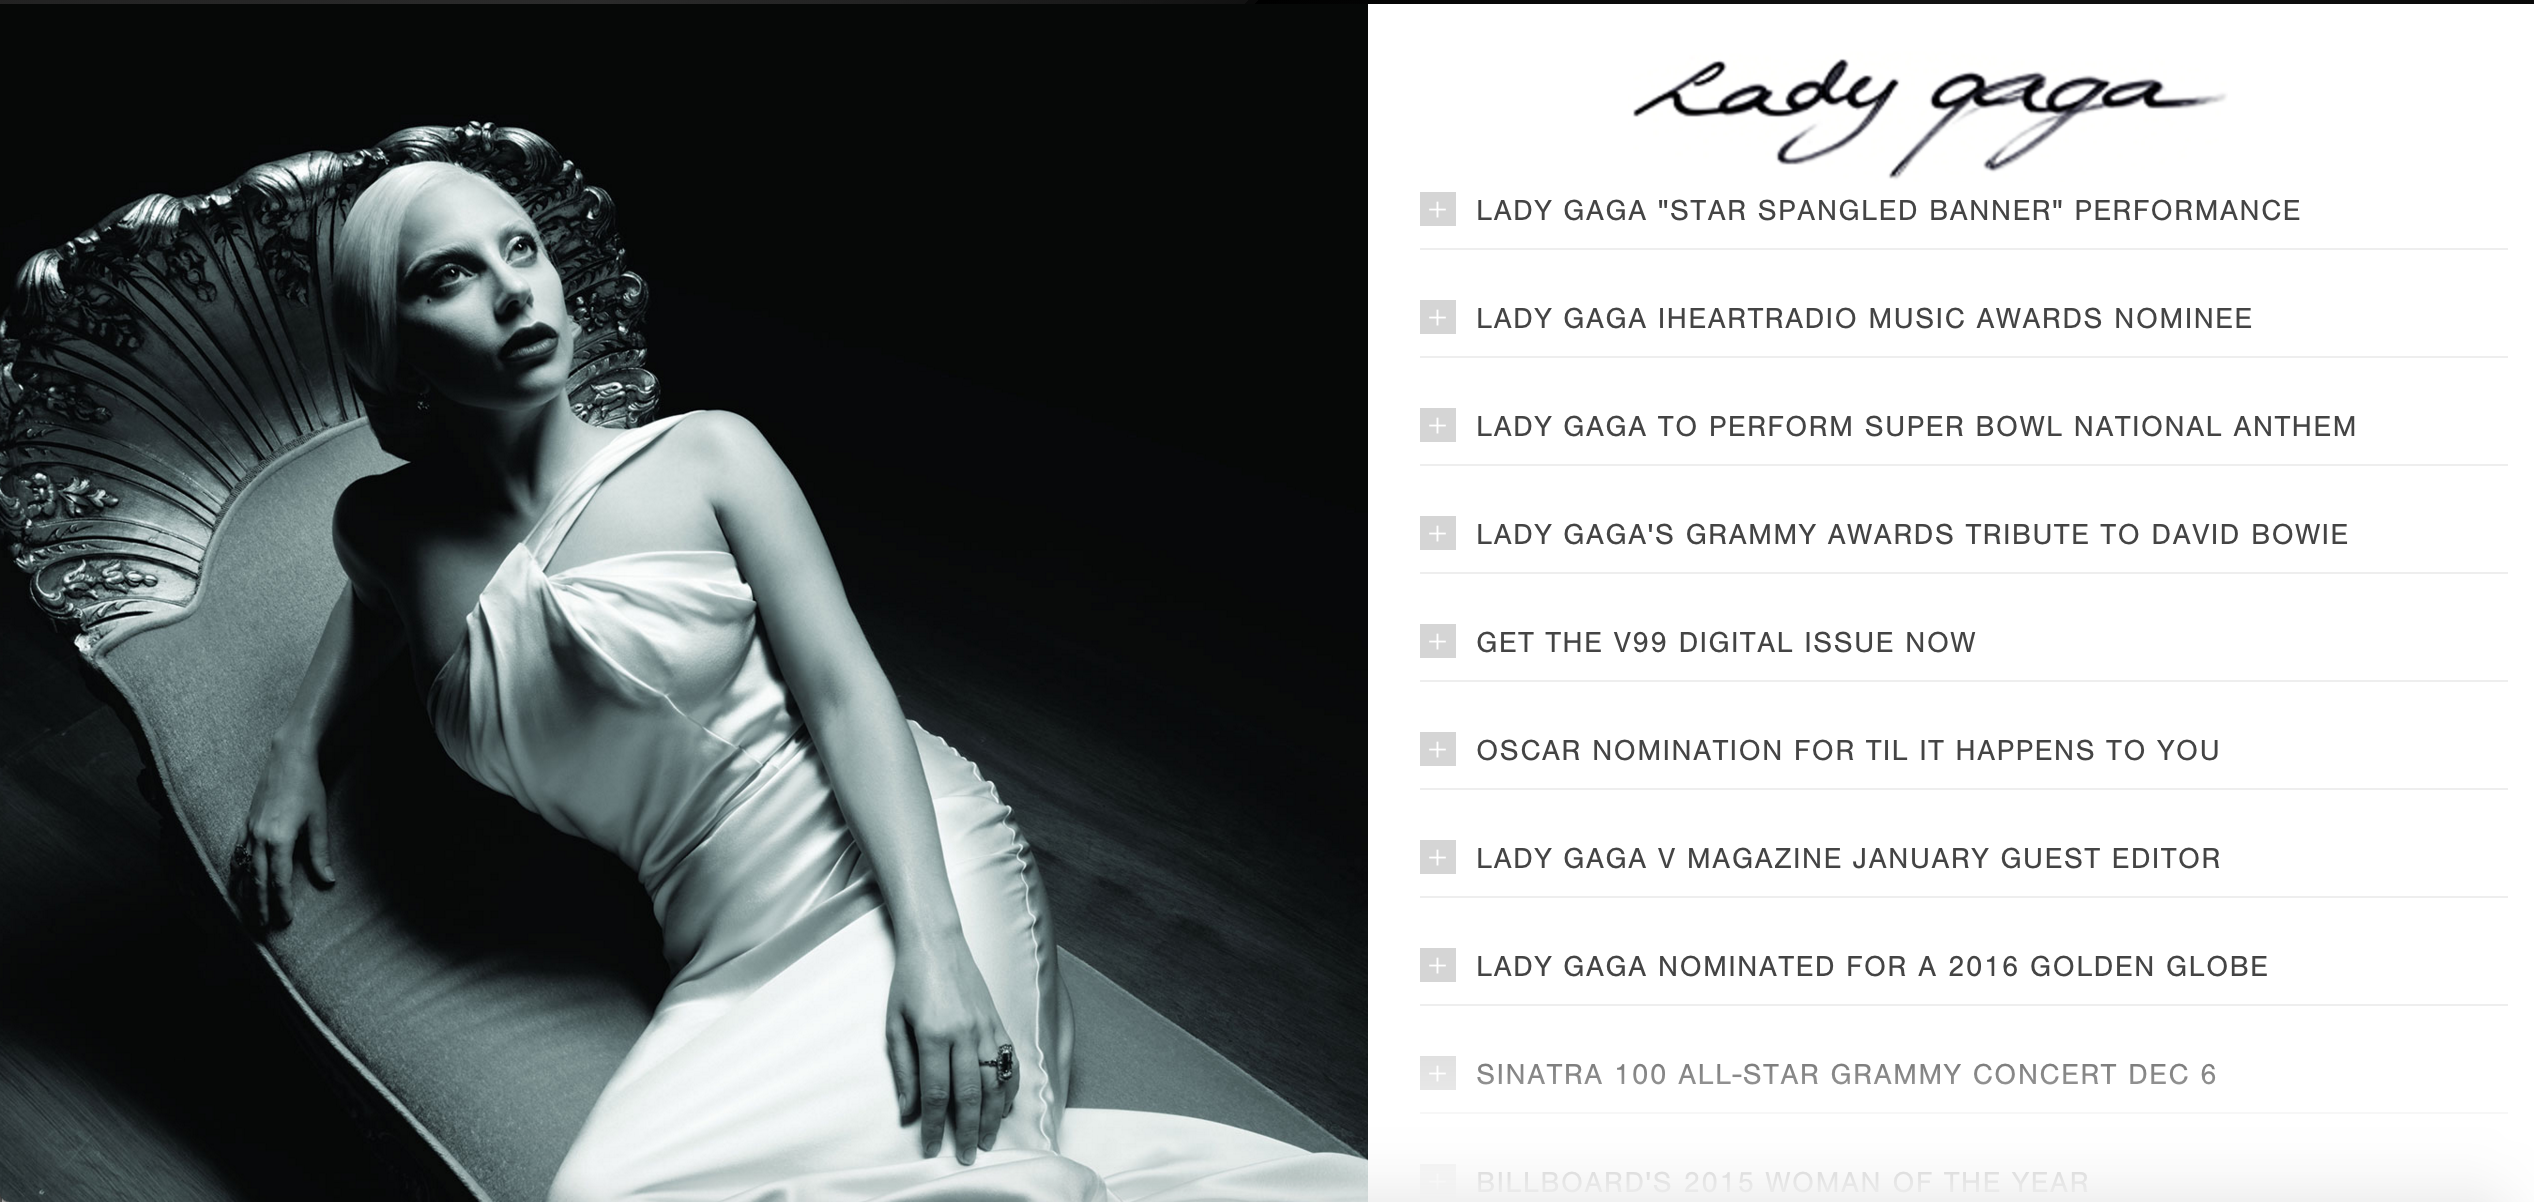 Lady gaga
LADY GAGA "STAR SPANGLED BANNER" PERFORMANCE
LADY GAGA IHEARTRADIO MUSIC AWARDS NOMINEE
LADY GAGA TO PERFORM SUPER BOWL NATIONAL ANTHEM
LADY GAGA'S GRAMMY AWARDS TRIBUTE TO DAVID BOWIE
GET THE V99 DIGITAL ISSUE NOW
OSCAR NOMINATION FOR TIL IT HAPPENS TO YOU
LADY GAGA V MAGAZINE JANUARY GUEST EDITOR
LADY GAGA NOMINATED FOR A 2016 GOLDEN GLOBE
SINATRA 100 ALL-STAR GRAMMY CONCERT DEC 6
BILLBOARD'S 2015 WOMAN OF THE YEAR